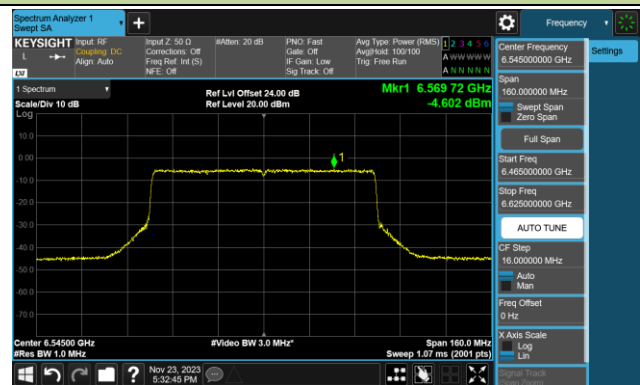 Spectrum Analyzer 1
Swept SA
Frequency
KEYSIGHT
L
LXI
Input: RF
Coupling: DC
Align: Auto
Input Z: 50 Ω
Corrections: Off
Freq Ref: Int (S)
NFE: Off
#Atten: 20 dB
PNO: Fast
Gate: Off
IF Gain: Low
Sig Track: Off
Avg Type: Power (RMS)
Avg|Hold: 100/100
Trig: Free Run
1 2 3 4 5 6
A W W W W W
A N N N N N
1 Spectrum
Scale/Div 10 dB
Log
Ref Lvl Offset 24.00 dB
Ref Level 20.00 dBm
Mkr1 6.569 72 GHz
-4.602 dBm
1
10.0
0.00
-10.0
-20.0
-30.0
-40.0
-50.0
-60.0
-70.0
Center 6.54500 GHz
#Res BW 1.0 MHz
#Video BW 3.0 MHz*
Span 160.0 MHz
Sweep 1.07 ms (2001 pts)
Center Frequency
6.545000000 GHz
Span
160.000000 MHz
Swept Span
Zero Span
Full Span
Start Freq
6.465000000 GHz
Stop Freq
6.625000000 GHz
AUTO TUNE
CF Step
16.000000 MHz
Auto
Man
Freq Offset
0 Hz
X Axis Scale
Log
Lin
Signal Track
(Span Zoom)
Settings
Nov 23, 2023
5:32:45 PM